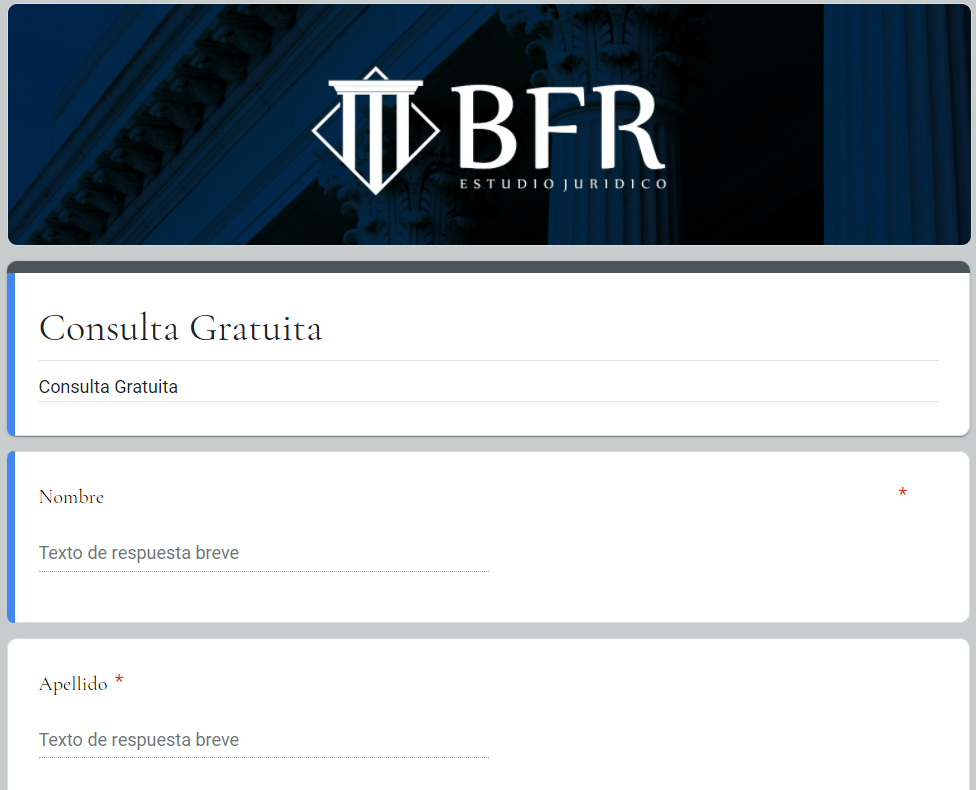 BFR
ESTUDIO JURIDICO
Consulta Gratuita
Consulta Gratuita
Nombre *
Texto de respuesta breve
Apellido *
Texto de respuesta breve